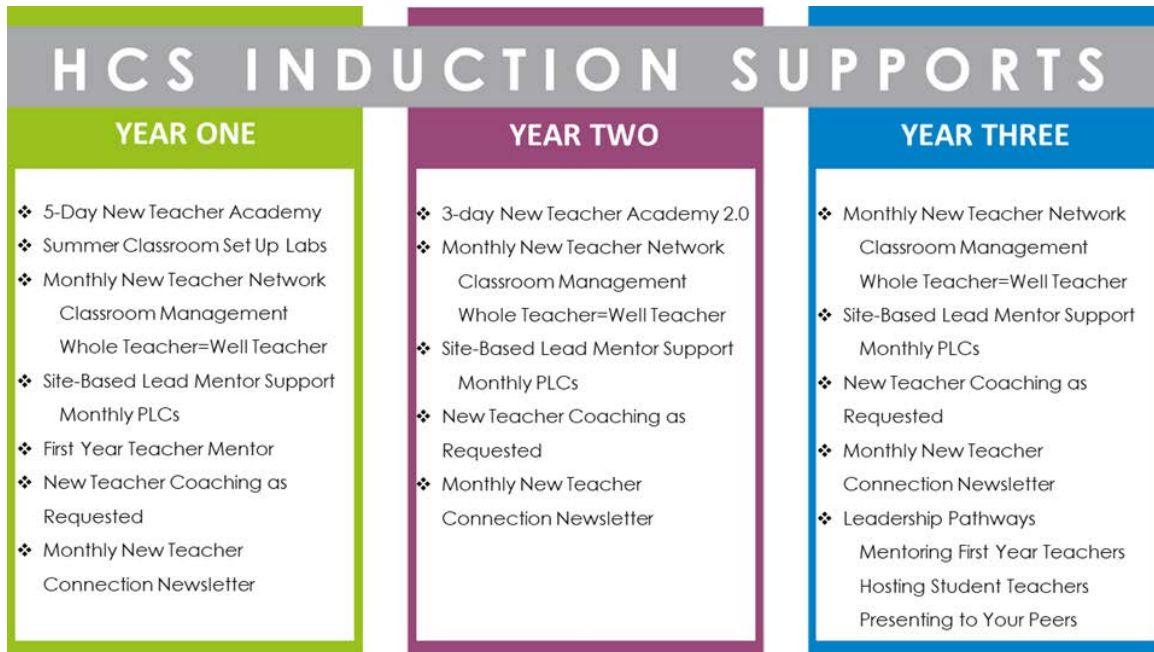 HCS INDUCTION SUPPORTS
YEAR ONE
❖ 5-Day New Teacher Academy
❖ Summer Classroom Set Up Labs
❖ Monthly New Teacher Network
Classroom Management
Whole Teacher=Well Teacher
❖ Site-Based Lead Mentor Support
Monthly PLCs
❖ First Year Teacher Mentor
❖ New Teacher Coaching as
Requested
❖ Monthly New Teacher
Connection Newsletter
YEAR TWO
❖ 3-day New Teacher Academy 2.0
❖ Monthly New Teacher Network
Classroom Management
Whole Teacher=Well Teacher
❖ Site-Based Lead Mentor Support
Monthly PLCs
❖ New Teacher Coaching as
Requested
❖ Monthly New Teacher
Connection Newsletter
YEAR THREE
❖ Monthly New Teacher Network
Classroom Management
Whole Teacher=Well Teacher
❖ Site-Based Lead Mentor Support
Monthly PLCs
❖ New Teacher Coaching as
Requested
❖ Monthly New Teacher
Connection Newsletter
❖ Leadership Pathways
Mentoring First Year Teachers
Hosting Student Teachers
Presenting to Your Peers